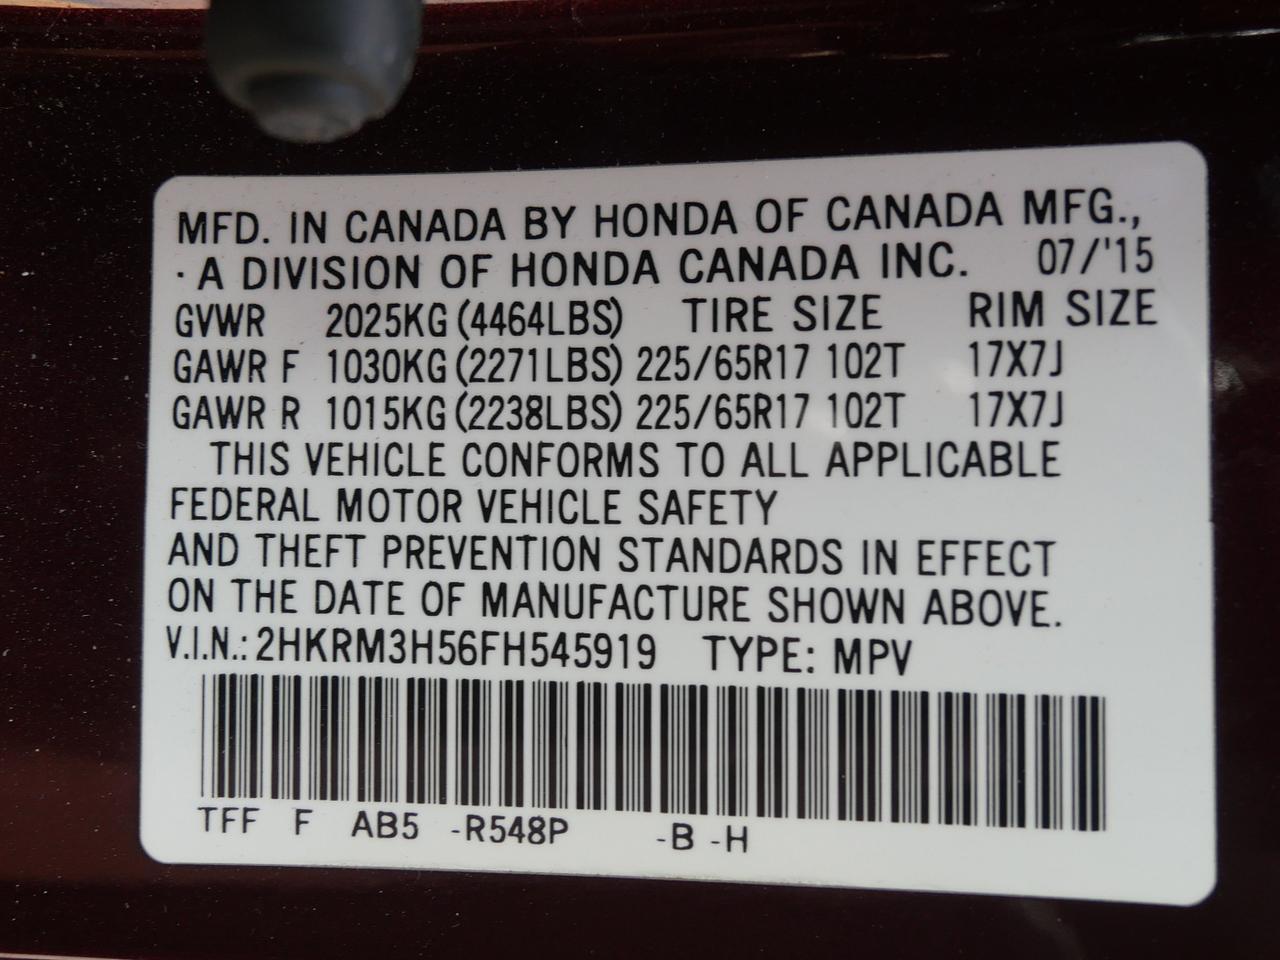 MFD. IN CANADA BY HONDA OF CANADA MFG.,
· A DIVISION OF HONDA CANADA INC. 07/'15
GVWR 2025KG (4464LBS) TIRE SIZE RIM SIZE
GAWR F 1030KG (2271LBS) 225/65R17 102T 17X7J
GAWR R 1015KG (2238LBS) 225/65R17 102T 17X7J
THIS VEHICLE CONFORMS TO ALL APPLICABLE
FEDERAL MOTOR VEHICLE SAFETY
AND THEFT PREVENTION STANDARDS IN EFFECT
ON THE DATE OF MANUFACTURE SHOWN ABOVE.
V.I.N.: 2HKRM3H56FH545919 TYPE: MPV
TFF F AB5 -R548P -B -H